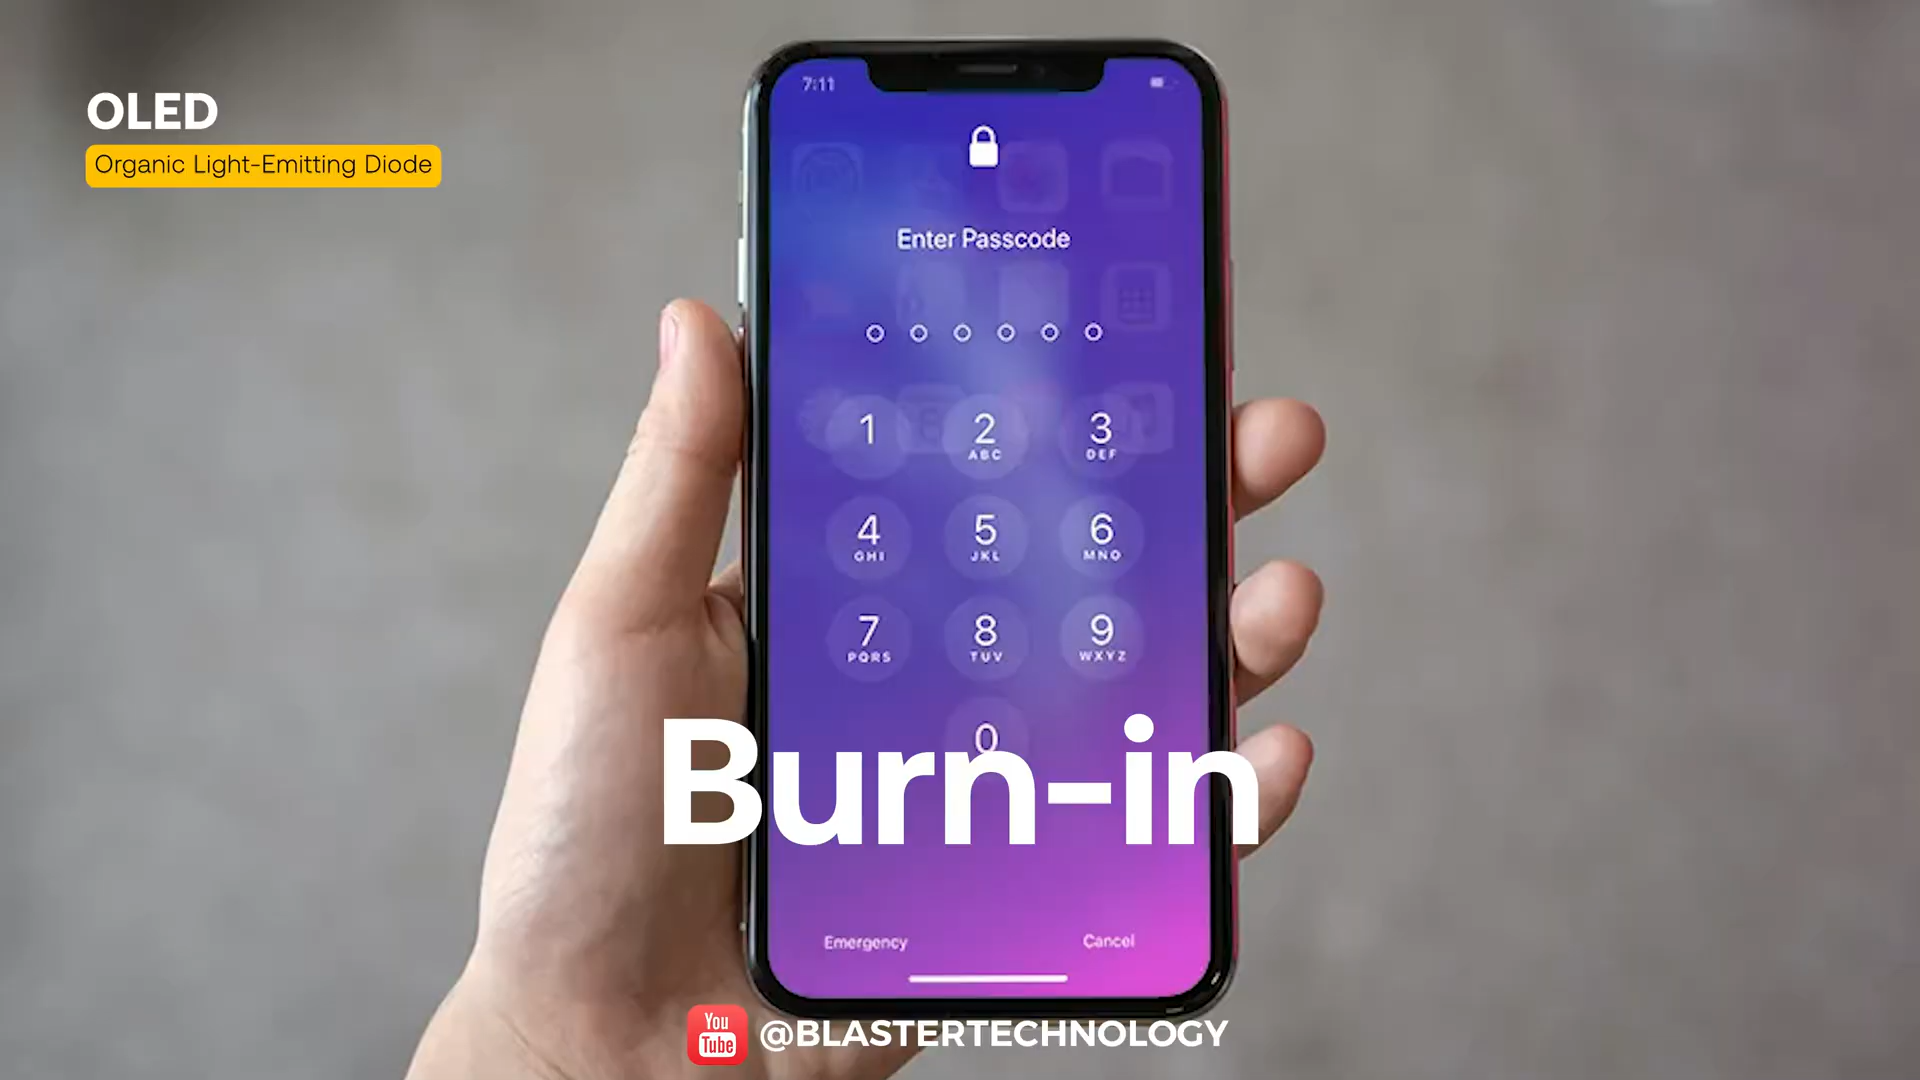 OLED
Organic Light-Emitting Diode
7:11
Enter Passcode
1
2
ABC
3
DEF
4
GHI
5
JKL
6
MNO
7
PQRS
8
TUV
9
WXYZ
0
Burn-in
Emergency
Cancel
You
Tube
@BLASTERTECHNOLOGY